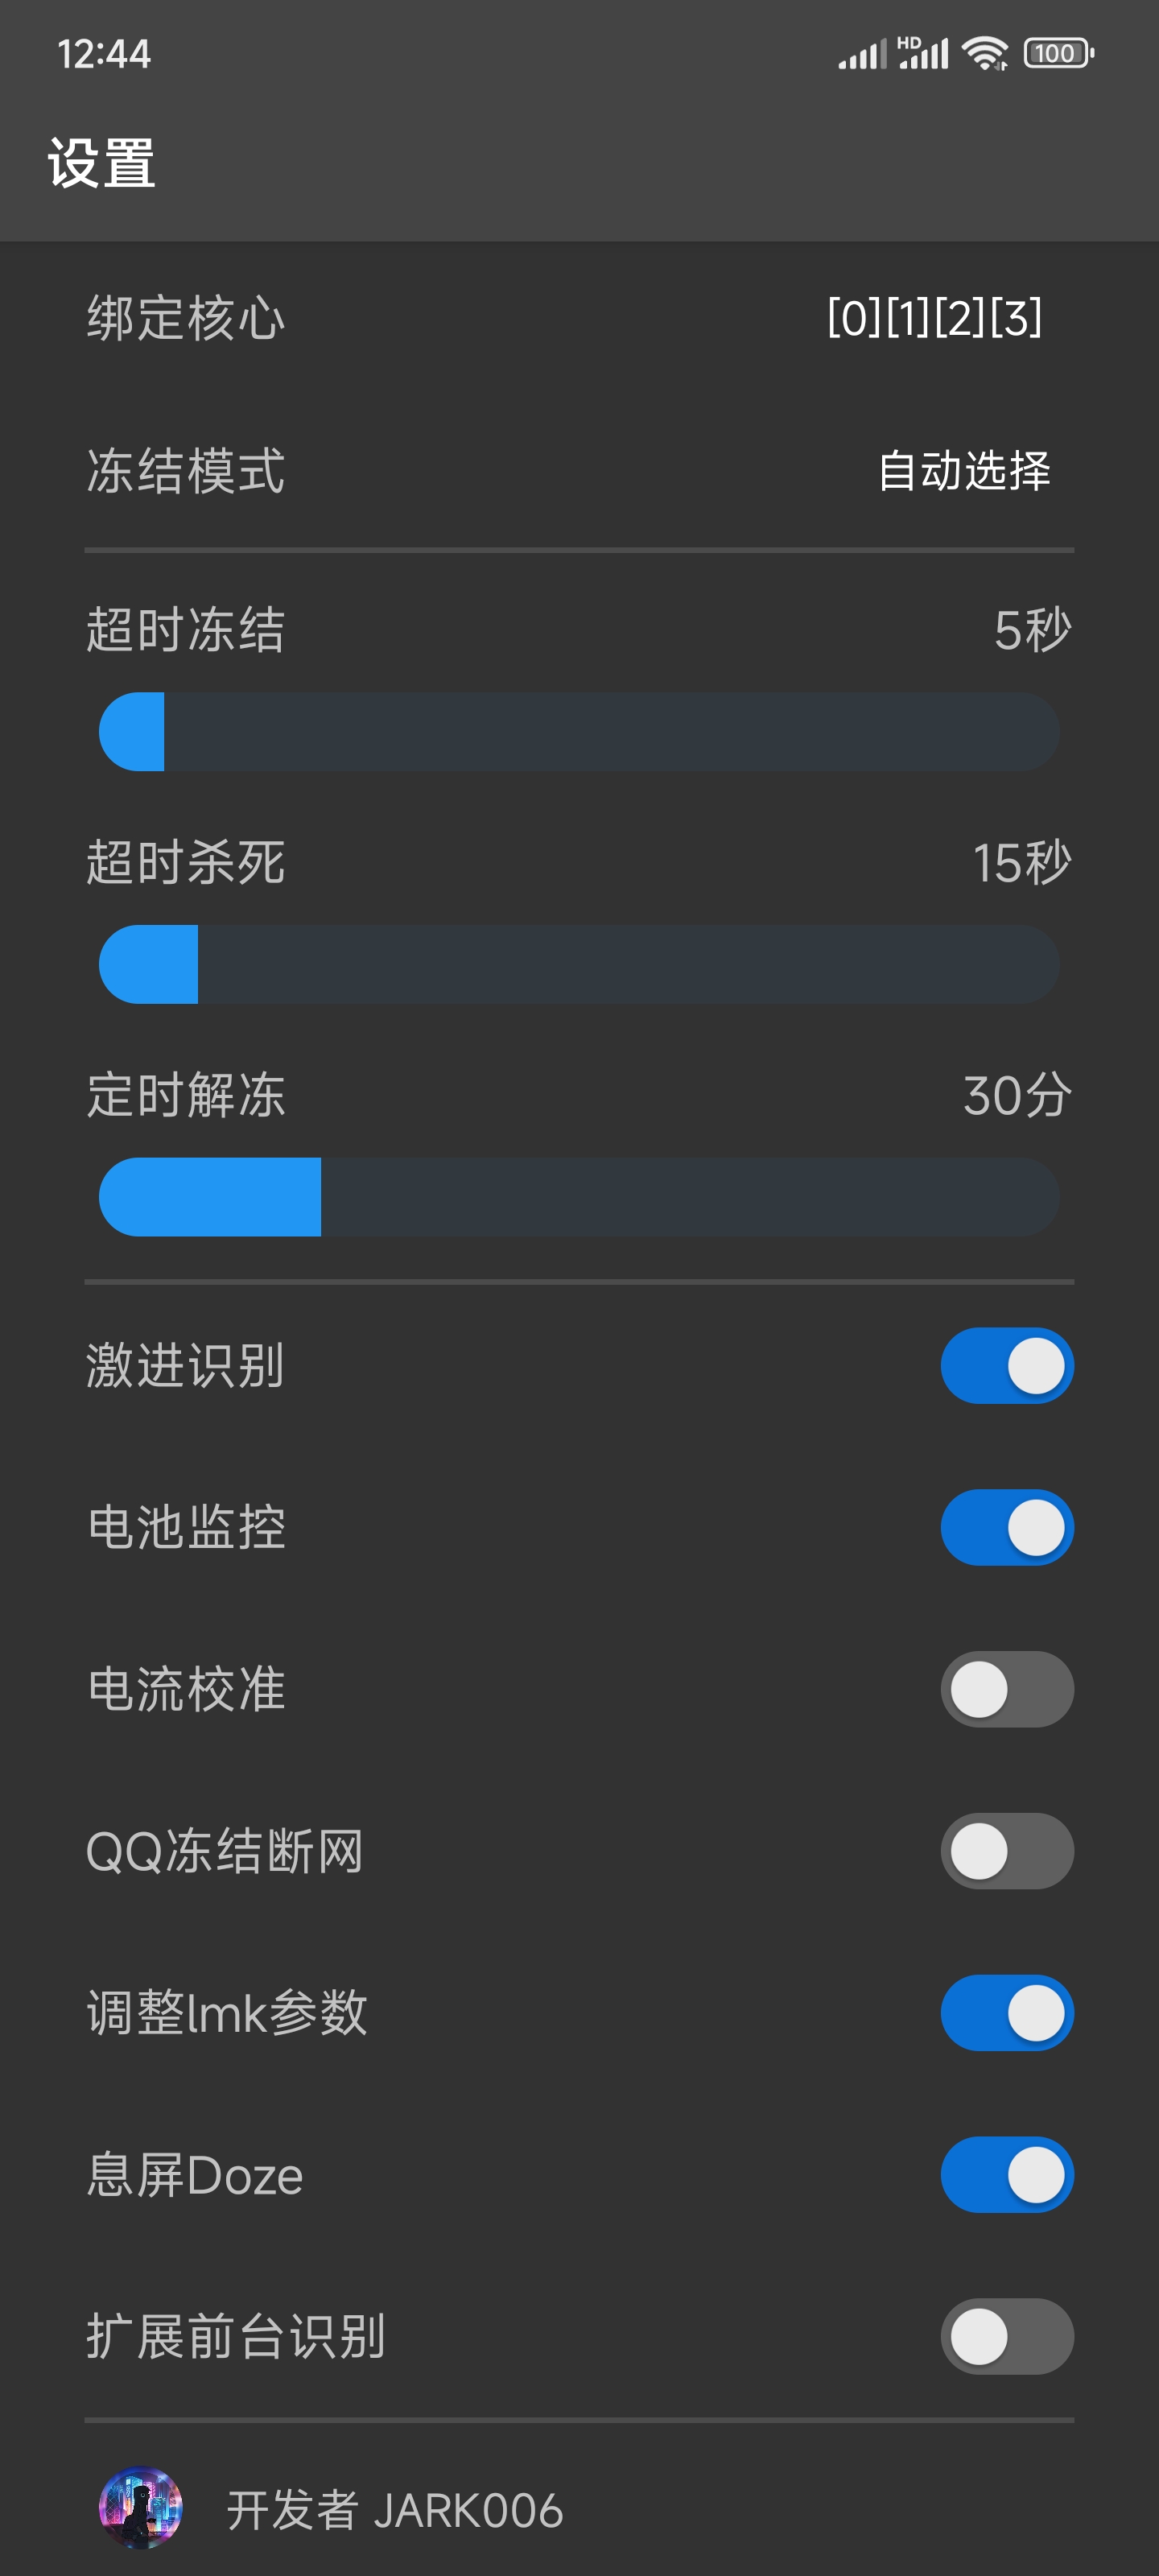 12:44 HD 100
设置
绑定核心 [0][1][2][3]
冻结模式 自动选择
超时冻结 5秒
超时杀死 15秒
定时解冻 30分
激进识别
电池监控
电流校准
QQ冻结断网
调整lmk参数
息屏Doze
扩展前台识别
开发者 JARK006